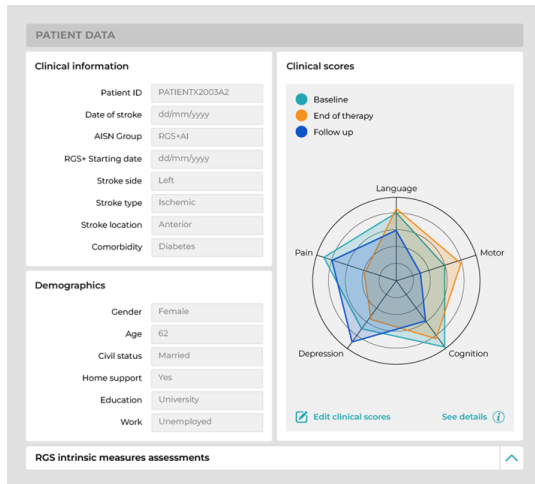 PATIENT DATA
Clinical information
Patient ID PATIENTX2003A2
Date of stroke dd/mm/yyyy
AISN Group RGS+AI
RGS+ Starting date dd/mm/yyyy
Stroke side Left
Stroke type Ischemic
Stroke location Anterior
Comorbidity Diabetes
Demographics
Gender Female
Age 62
Civil status Married
Home support Yes
Education University
Work Unemployed
Clinical scores
Baseline
End of therapy
Follow up
Language
Pain
Motor
Depression
Cognition
Edit clinical scores
See details i
RGS intrinsic measures assessments